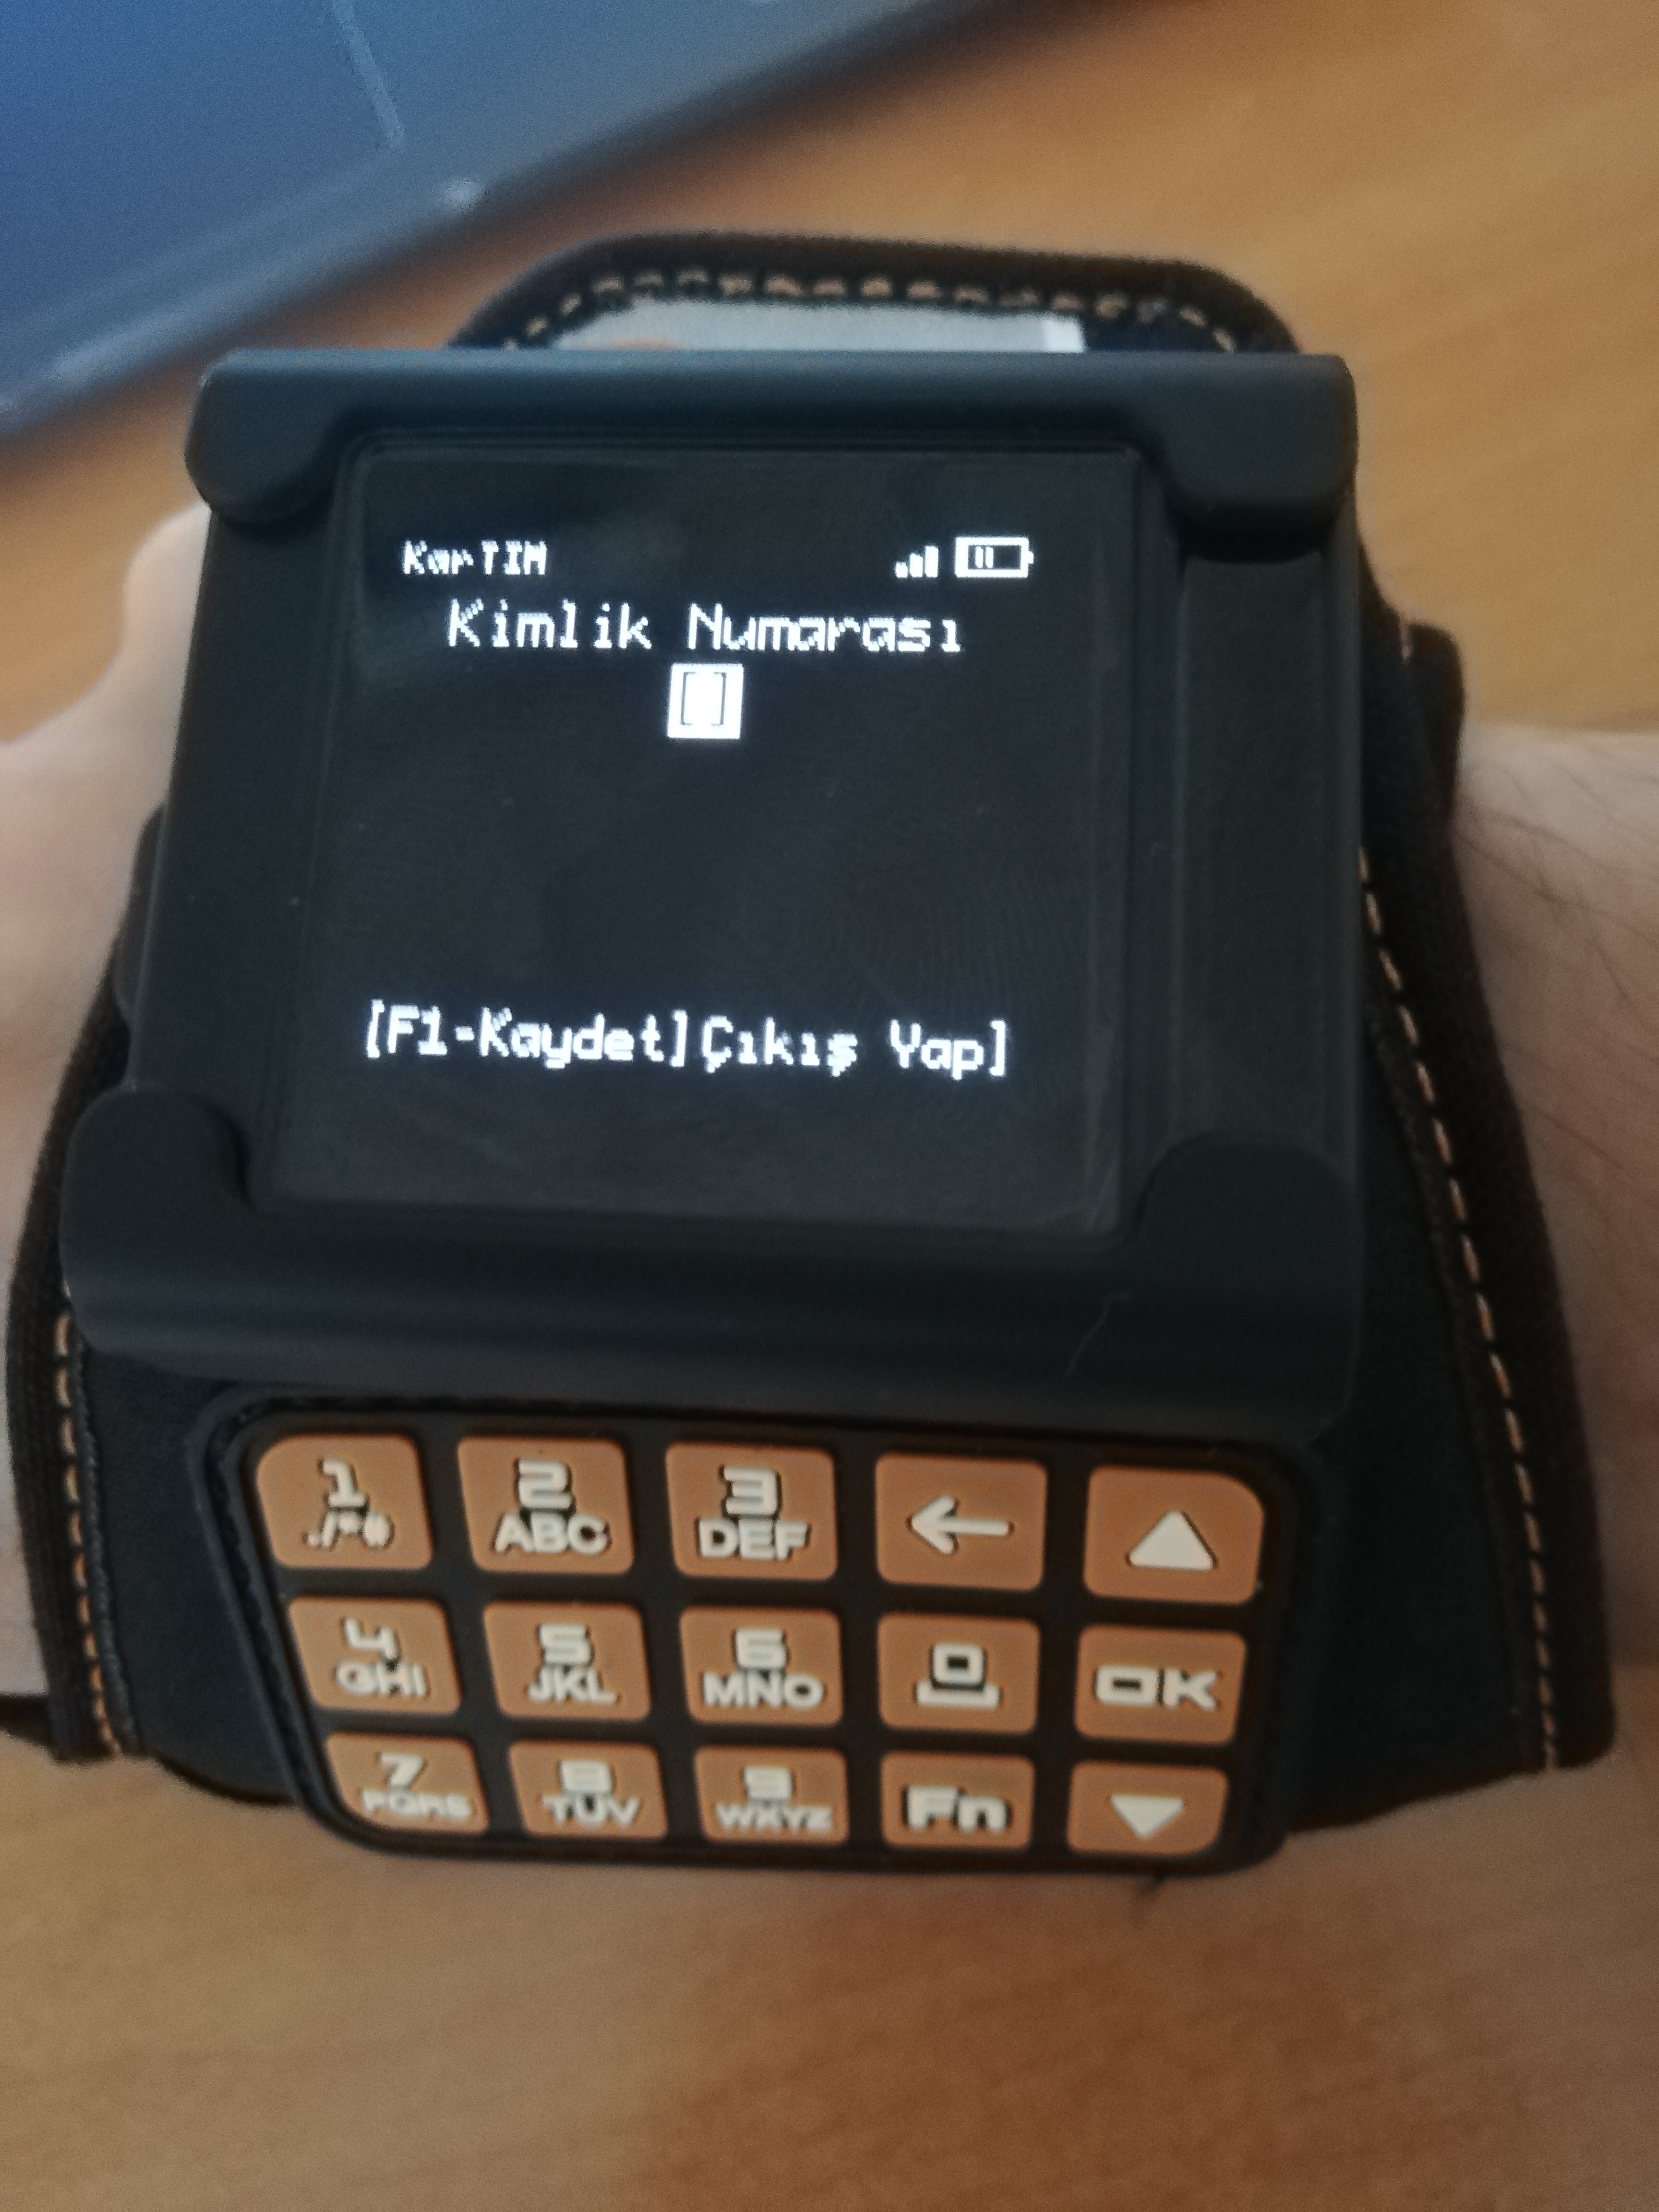 KarTIM
Kimlik Numarası
[]
[F1-Kaydet]Çıkış Yap]
1 2 3
./*# ABC DEF
4 5 6 0 OK
GHI JKL MNO
7 8 9 Fn
PQRS TUV WXYZ